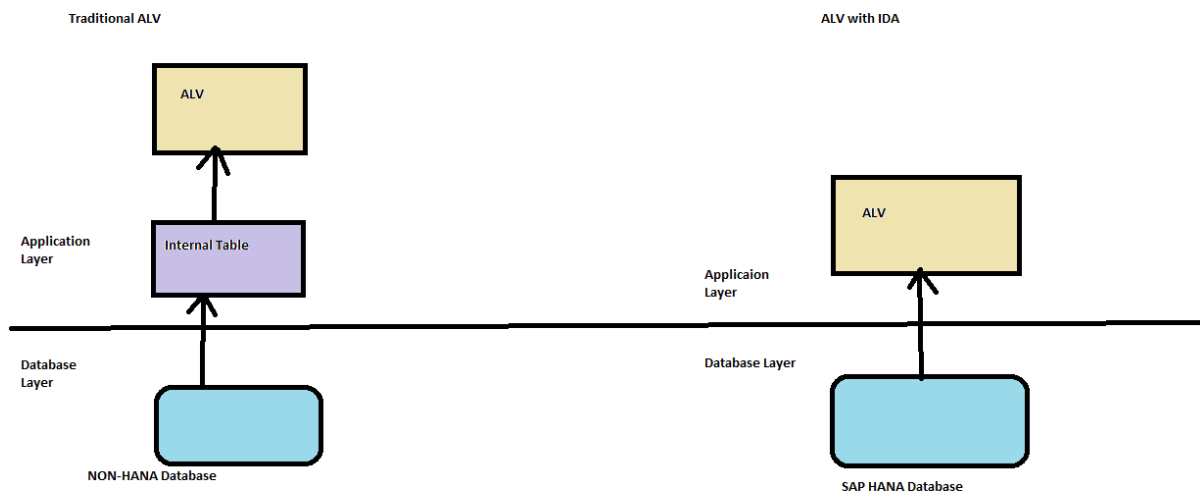 Traditional ALV
ALV with IDA
ALV
ALV
Internal Table
Application
Layer
Applicaion
Layer
Database
Layer
Database Layer
NON-HANA Database
SAP HANA Database